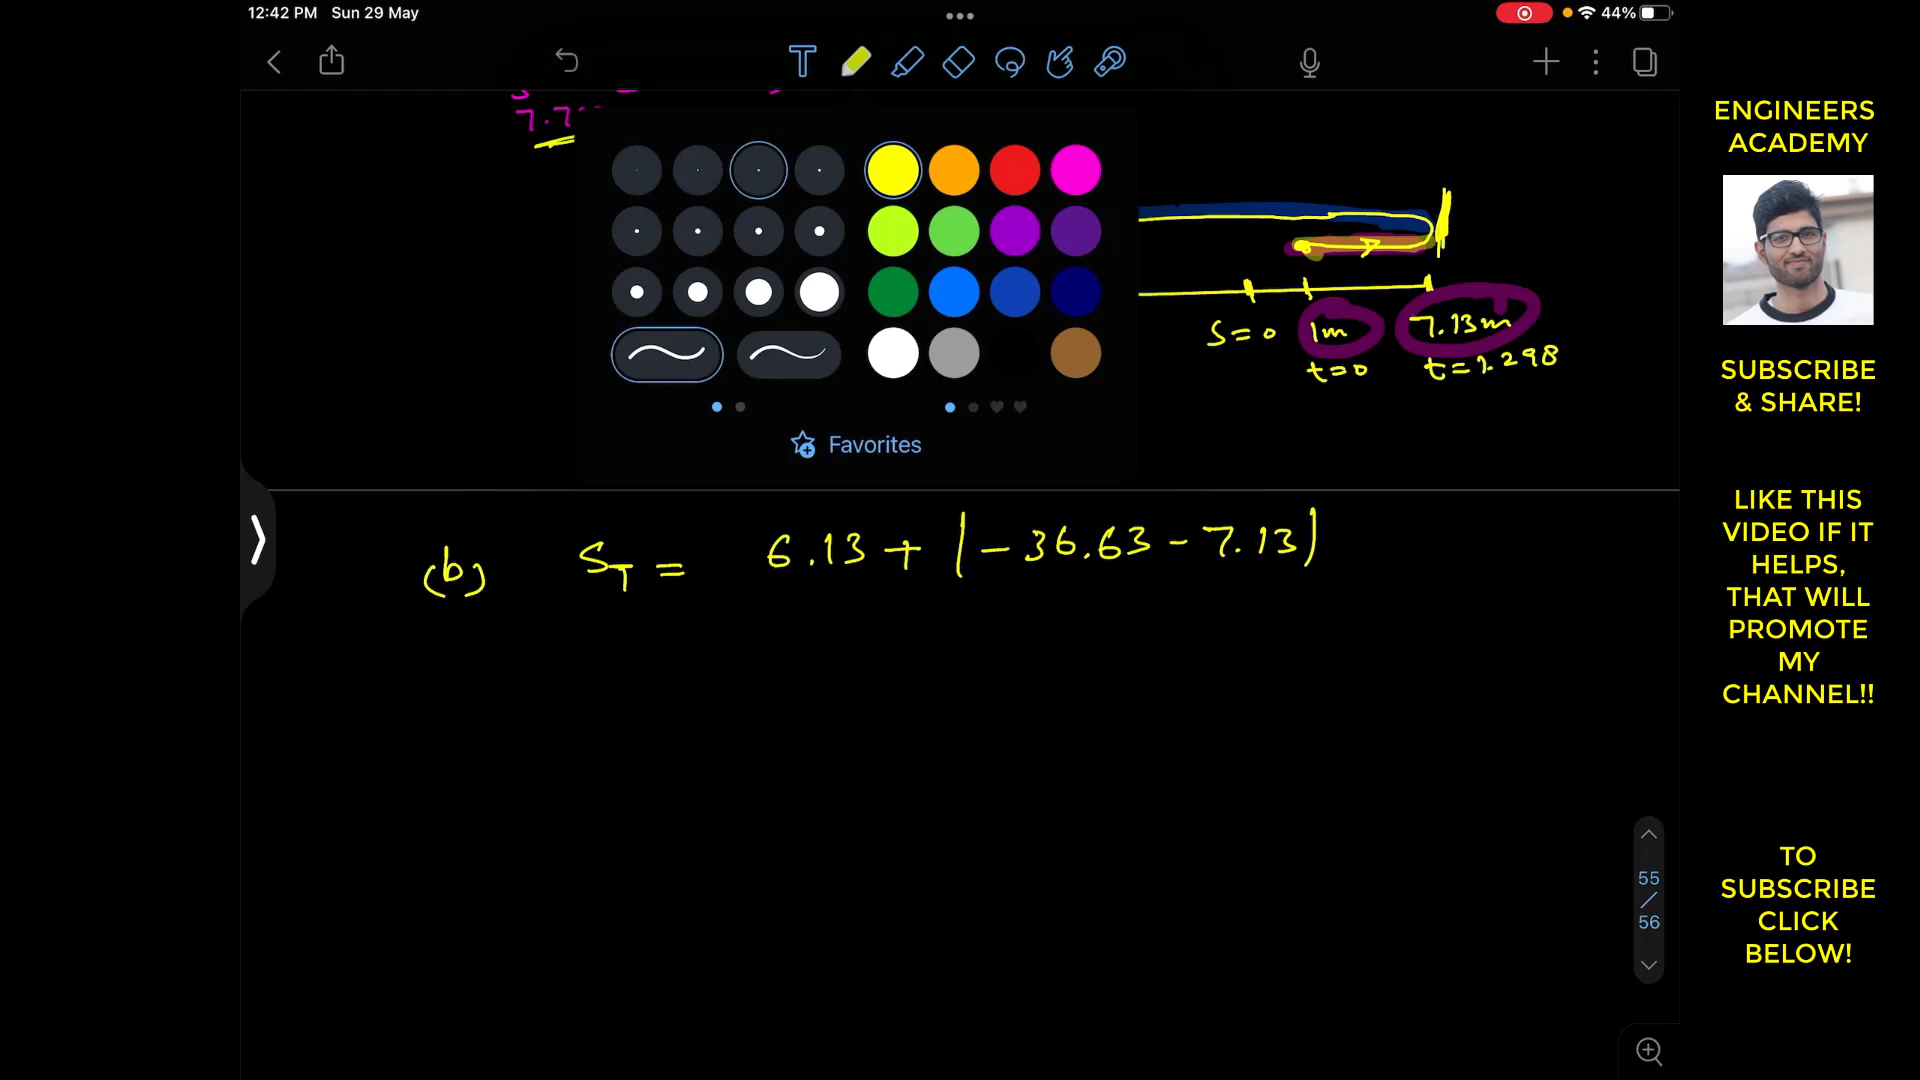 12:42 PM Sun 29 May
44%
T
7.7
Favorites
S = 0
1m
7.13m
t=0
t=1.298
(b) ST = 6.13 + |-36.63 - 7.13|
55
/
56
ENGINEERS
ACADEMY
SUBSCRIBE
& SHARE!
LIKE THIS
VIDEO IF IT
HELPS,
THAT WILL
PROMOTE
MY
CHANNEL!!
TO
SUBSCRIBE
CLICK
BELOW!